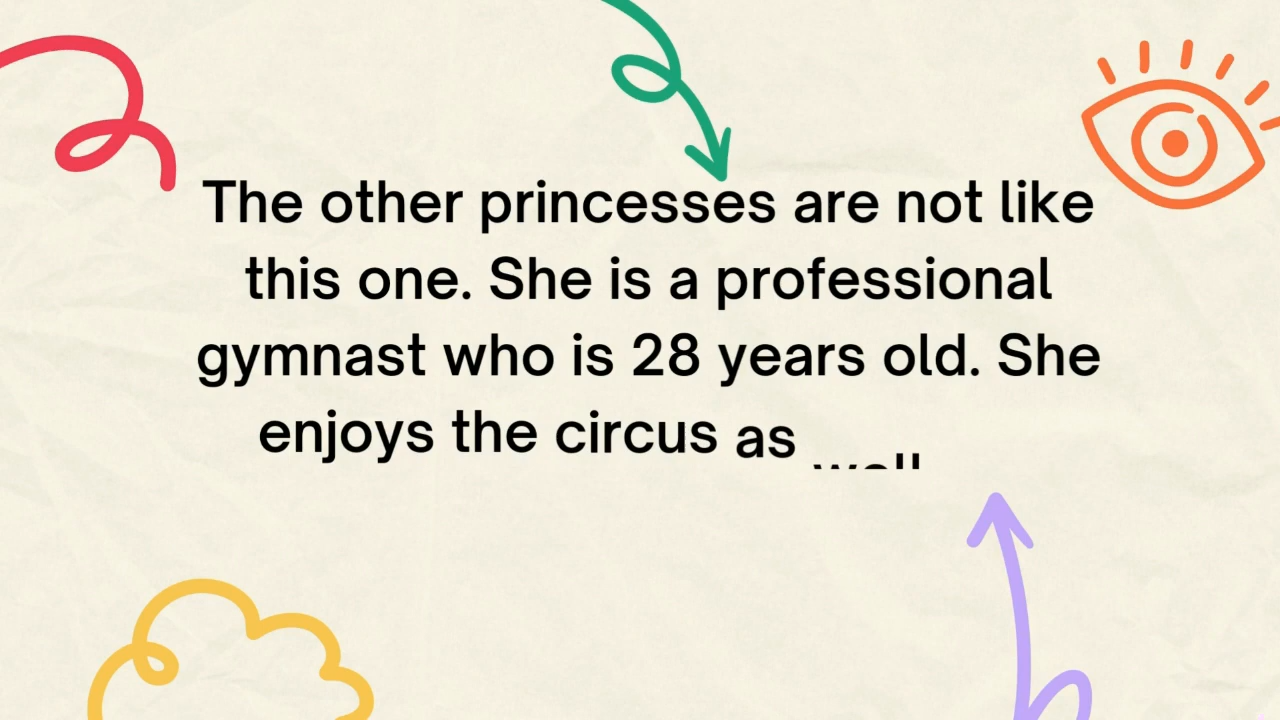 The other princesses are not like
this one. She is a professional
gymnast who is 28 years old. She
enjoys the circus as